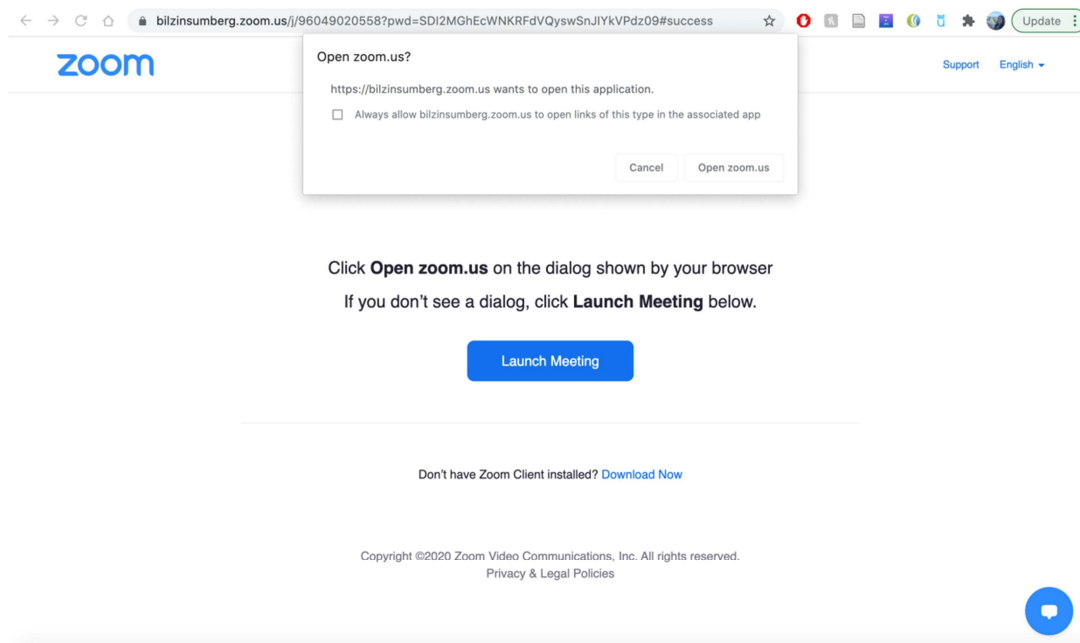 bilzinsumberg.zoom.us/j/96049020558?pwd=SDI2MGhEcWNKRFdVQyswSnJIYkVPdz09#success
Update
Open zoom.us?
https://bilzinsumberg.zoom.us wants to open this application.
Always allow bilzinsumberg.zoom.us to open links of this type in the associated app
Cancel Open zoom.us
zoom
Support English
Click Open zoom.us on the dialog shown by your browser
If you don’t see a dialog, click Launch Meeting below.
Launch Meeting
Don’t have Zoom Client installed? Download Now
Copyright ©2020 Zoom Video Communications, Inc. All rights reserved.
Privacy & Legal Policies